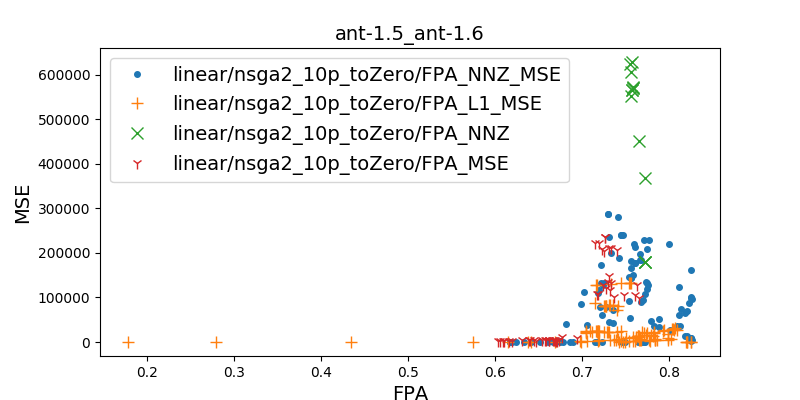 ant-1.5_ant-1.6
600000
500000
400000
300000
200000
100000
0
MSE
linear/nsga2_10p_toZero/FPA_NNZ_MSE
linear/nsga2_10p_toZero/FPA_L1_MSE
linear/nsga2_10p_toZero/FPA_NNZ
linear/nsga2_10p_toZero/FPA_MSE
0.2 0.3 0.4 0.5 0.6 0.7 0.8
FPA